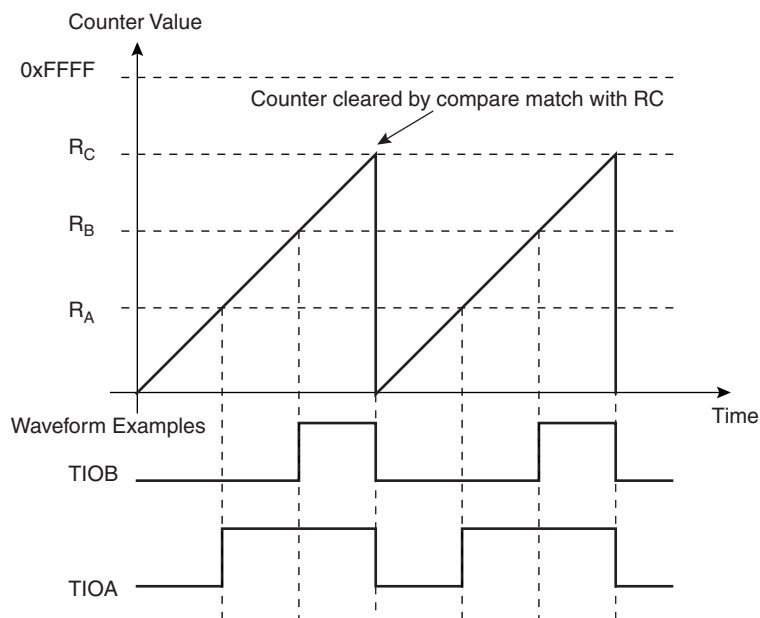 Counter Value
0xFFFF
Counter cleared by compare match with RC
RC
RB
RA
Time
Waveform Examples
TIOB
TIOA